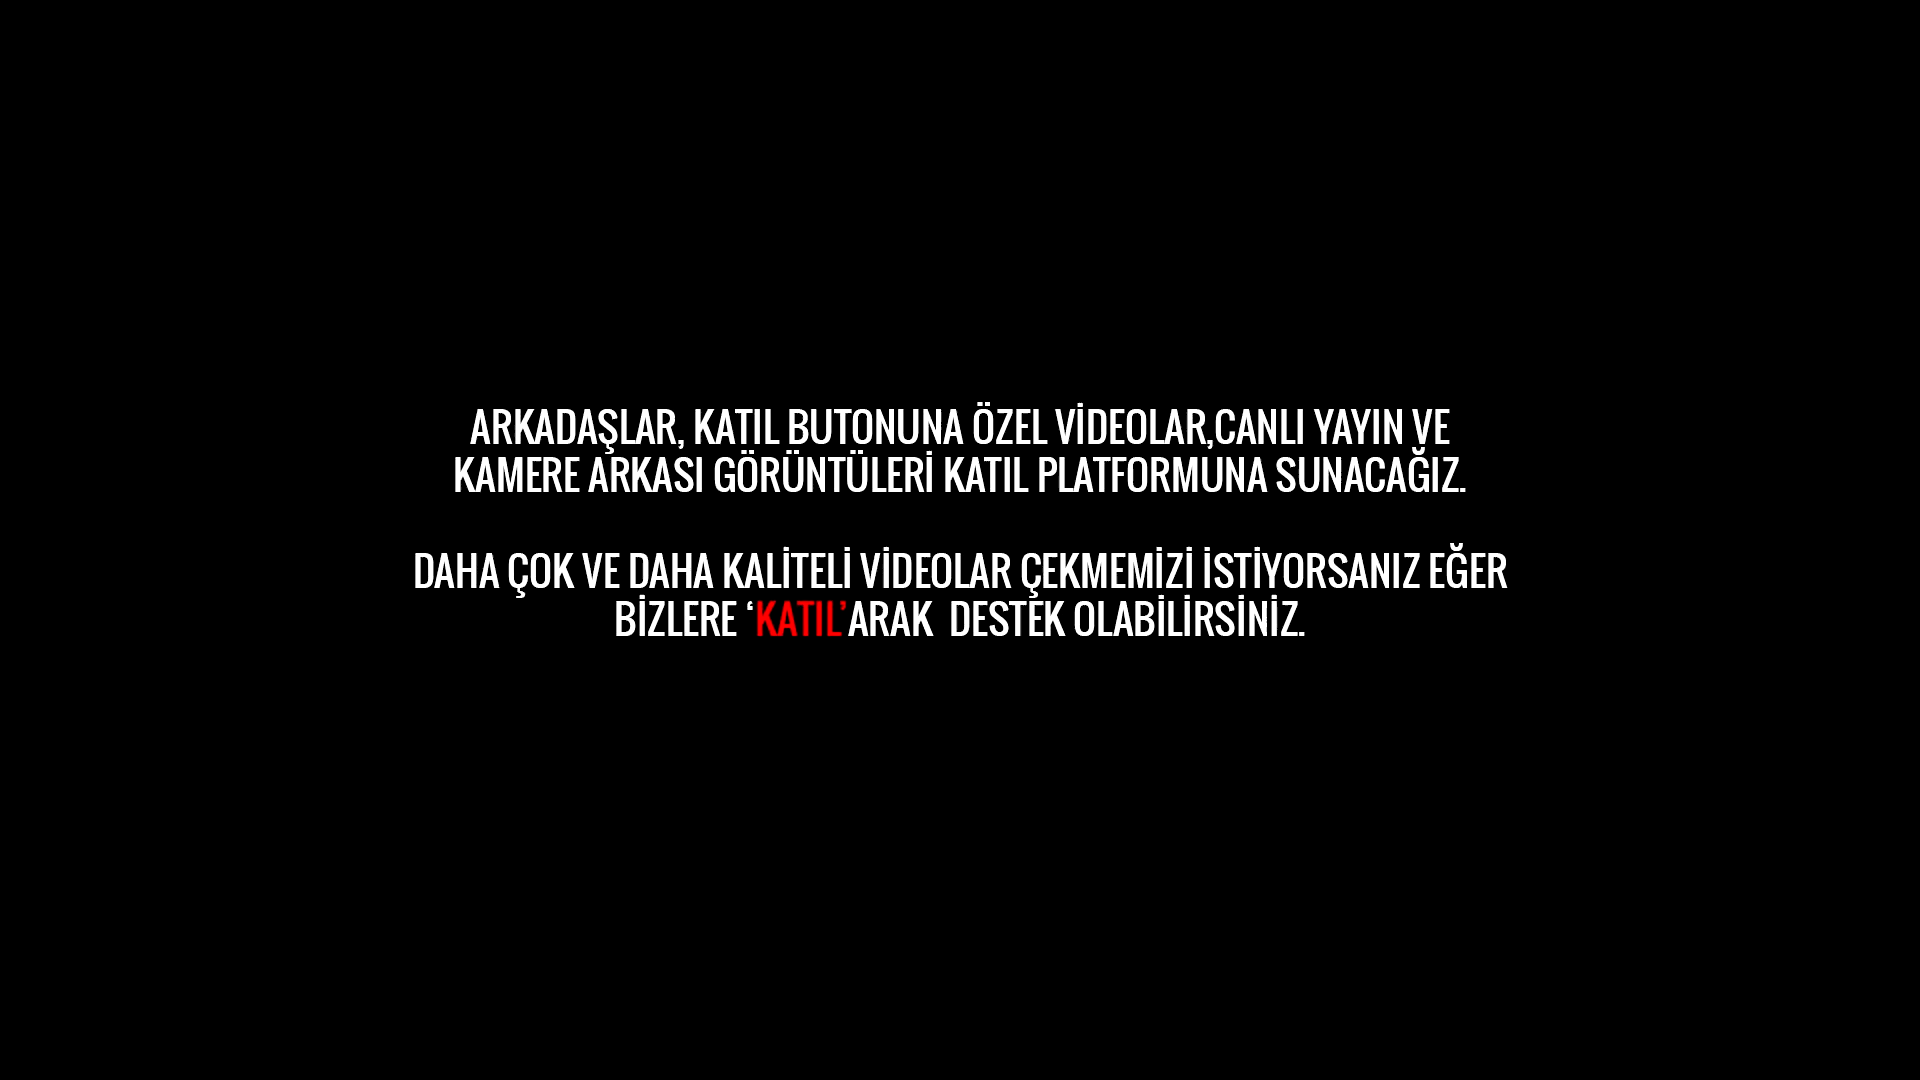 ARKADAŞLAR, KATIL BUTONUNA ÖZEL VİDEOLAR,CANLI YAYIN VE
KAMERE ARKASI GÖRÜNTÜLERİ KATIL PLATFORMUNA SUNACAĞIZ.
DAHA ÇOK VE DAHA KALİTELİ VİDEOLAR ÇEKMEMİZİ İSTİYORSANIZ EĞER
BİZLERE ‘KATIL’ARAK  DESTEK OLABİLİRSİNİZ.